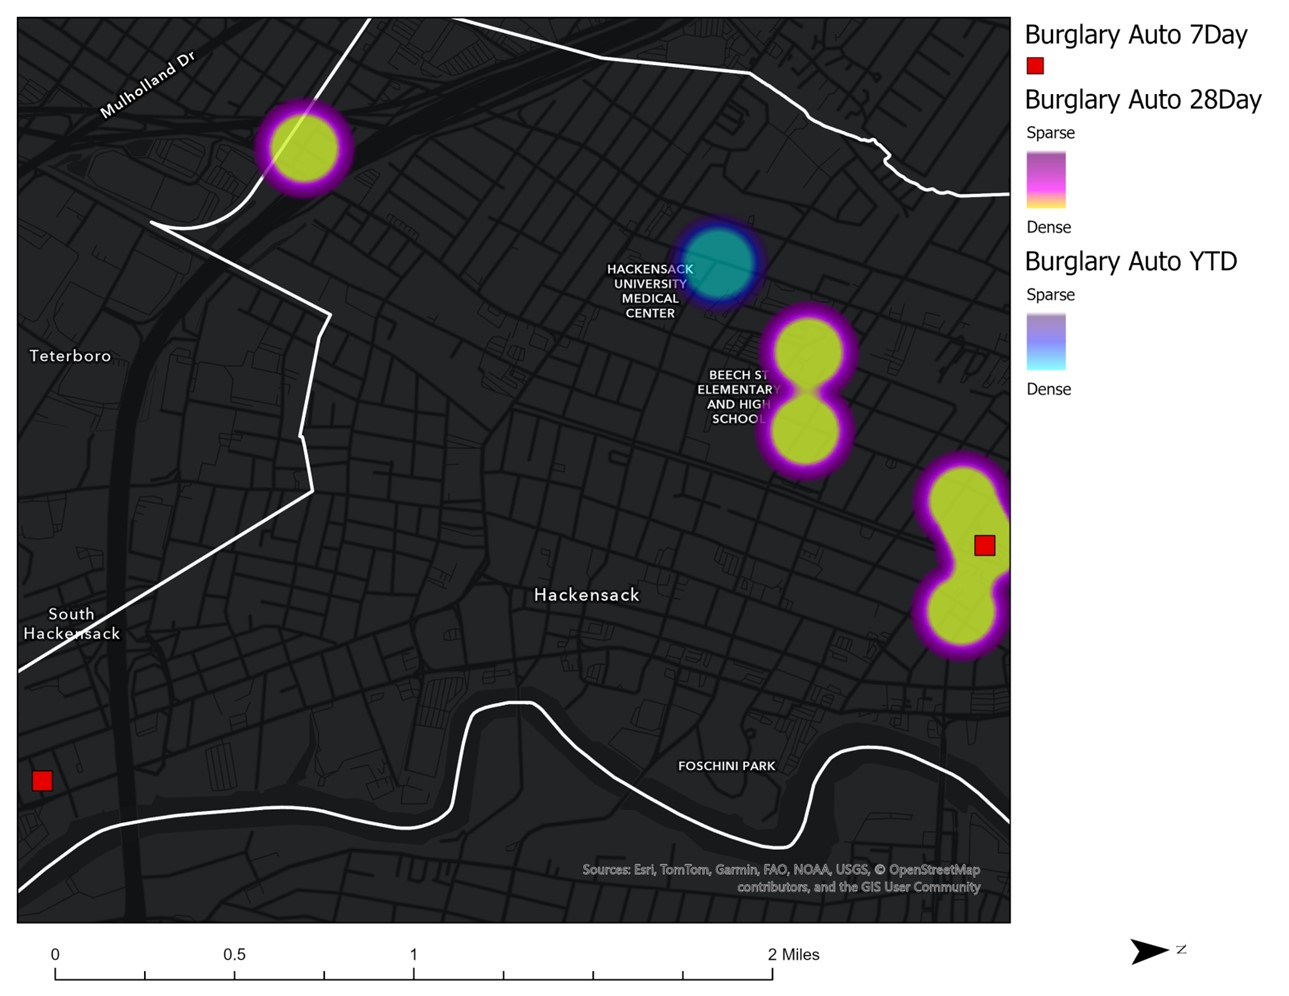 Mulholland Dr
Teterboro
South
Hackensack
HACKENSACK
UNIVERSITY
MEDICAL
CENTER
BEECH ST
ELEMENTARY
AND HIGH
SCHOOL
Hackensack
FOSCHINI PARK
Sources: Esri, TomTom, Garmin, FAO, NOAA, USGS, © OpenStreetMap
contributors, and the GIS User Community
Burglary Auto 7Day
Burglary Auto 28Day
Sparse
Dense
Burglary Auto YTD
Sparse
Dense
0 0.5 1 2 Miles
N